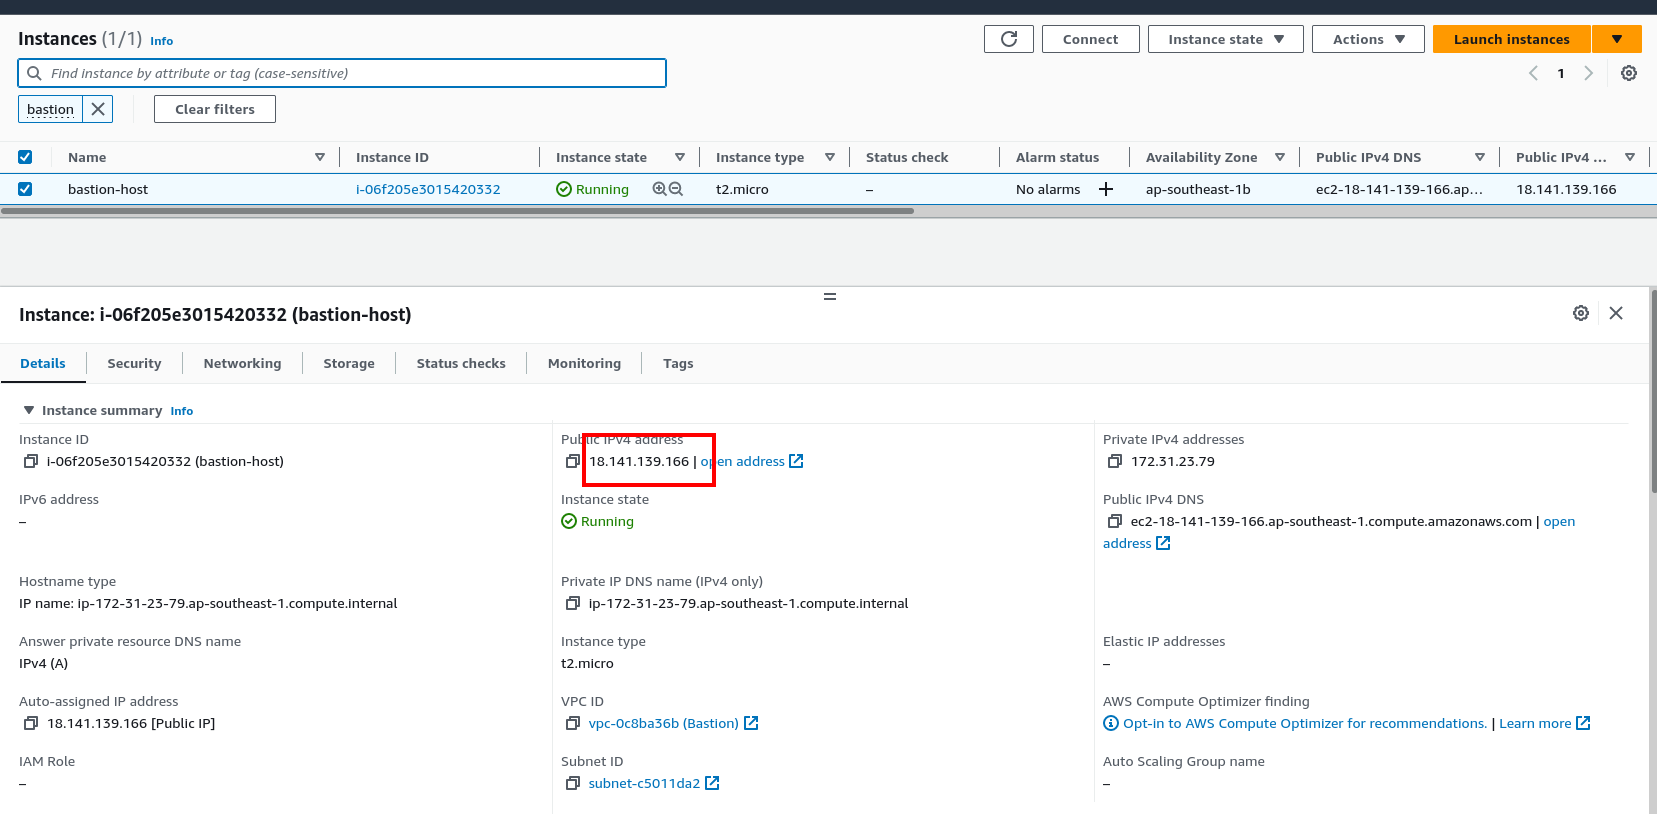 Instances (1/1) Info
Connect Instance state Actions Launch instances
Find instance by attribute or tag (case-sensitive)
1
bastion Clear filters
Name Instance ID Instance state Instance type Status check Alarm status Availability Zone Public IPv4 DNS Public IPv4 ...
bastion-host i-06f205e3015420332 Running t2.micro – No alarms + ap-southeast-1b ec2-18-141-139-166.ap... 18.141.139.166
Instance: i-06f205e3015420332 (bastion-host)
Details Security Networking Storage Status checks Monitoring Tags
Instance summary Info
Instance ID
i-06f205e3015420332 (bastion-host)
Public IPv4 address
18.141.139.166 | open address
Private IPv4 addresses
172.31.23.79
IPv6 address
–
Instance state
Running
Public IPv4 DNS
ec2-18-141-139-166.ap-southeast-1.compute.amazonaws.com | open
address
Hostname type
IP name: ip-172-31-23-79.ap-southeast-1.compute.internal
Private IP DNS name (IPv4 only)
ip-172-31-23-79.ap-southeast-1.compute.internal
Answer private resource DNS name
IPv4 (A)
Instance type
t2.micro
Elastic IP addresses
–
Auto-assigned IP address
18.141.139.166 [Public IP]
VPC ID
vpc-0c8ba36b (Bastion)
AWS Compute Optimizer finding
Opt-in to AWS Compute Optimizer for recommendations. | Learn more
IAM Role
–
Subnet ID
subnet-c5011da2
Auto Scaling Group name
–